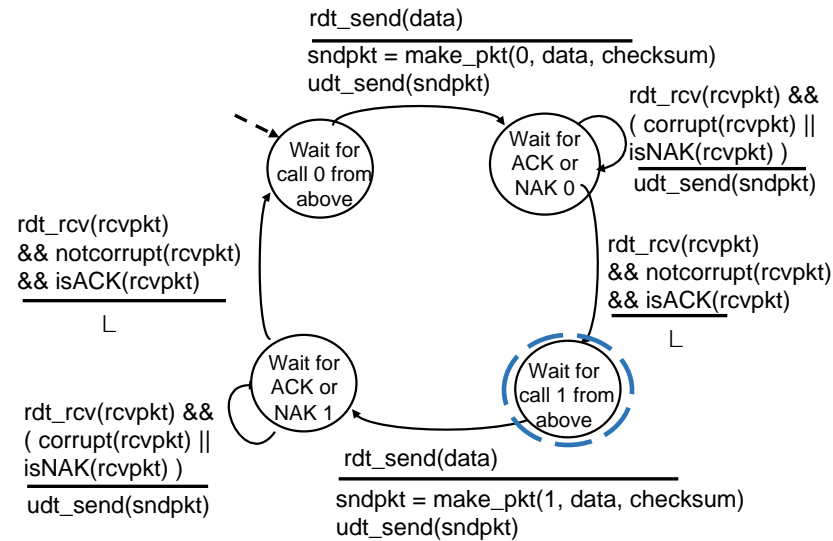 rdt_send(data)
sndpkt = make_pkt(0, data, checksum)
udt_send(sndpkt)
Wait for
call 0 from
above
Wait for
ACK or
NAK 0
rdt_rcv(rcvpkt) &&
( corrupt(rcvpkt) ||
isNAK(rcvpkt) )
udt_send(sndpkt)
rdt_rcv(rcvpkt)
&& notcorrupt(rcvpkt)
&& isACK(rcvpkt)
L
rdt_rcv(rcvpkt)
&& notcorrupt(rcvpkt)
&& isACK(rcvpkt)
L
Wait for
ACK or
NAK 1
Wait for
call 1 from
above
rdt_rcv(rcvpkt) &&
( corrupt(rcvpkt) ||
isNAK(rcvpkt) )
udt_send(sndpkt)
rdt_send(data)
sndpkt = make_pkt(1, data, checksum)
udt_send(sndpkt)